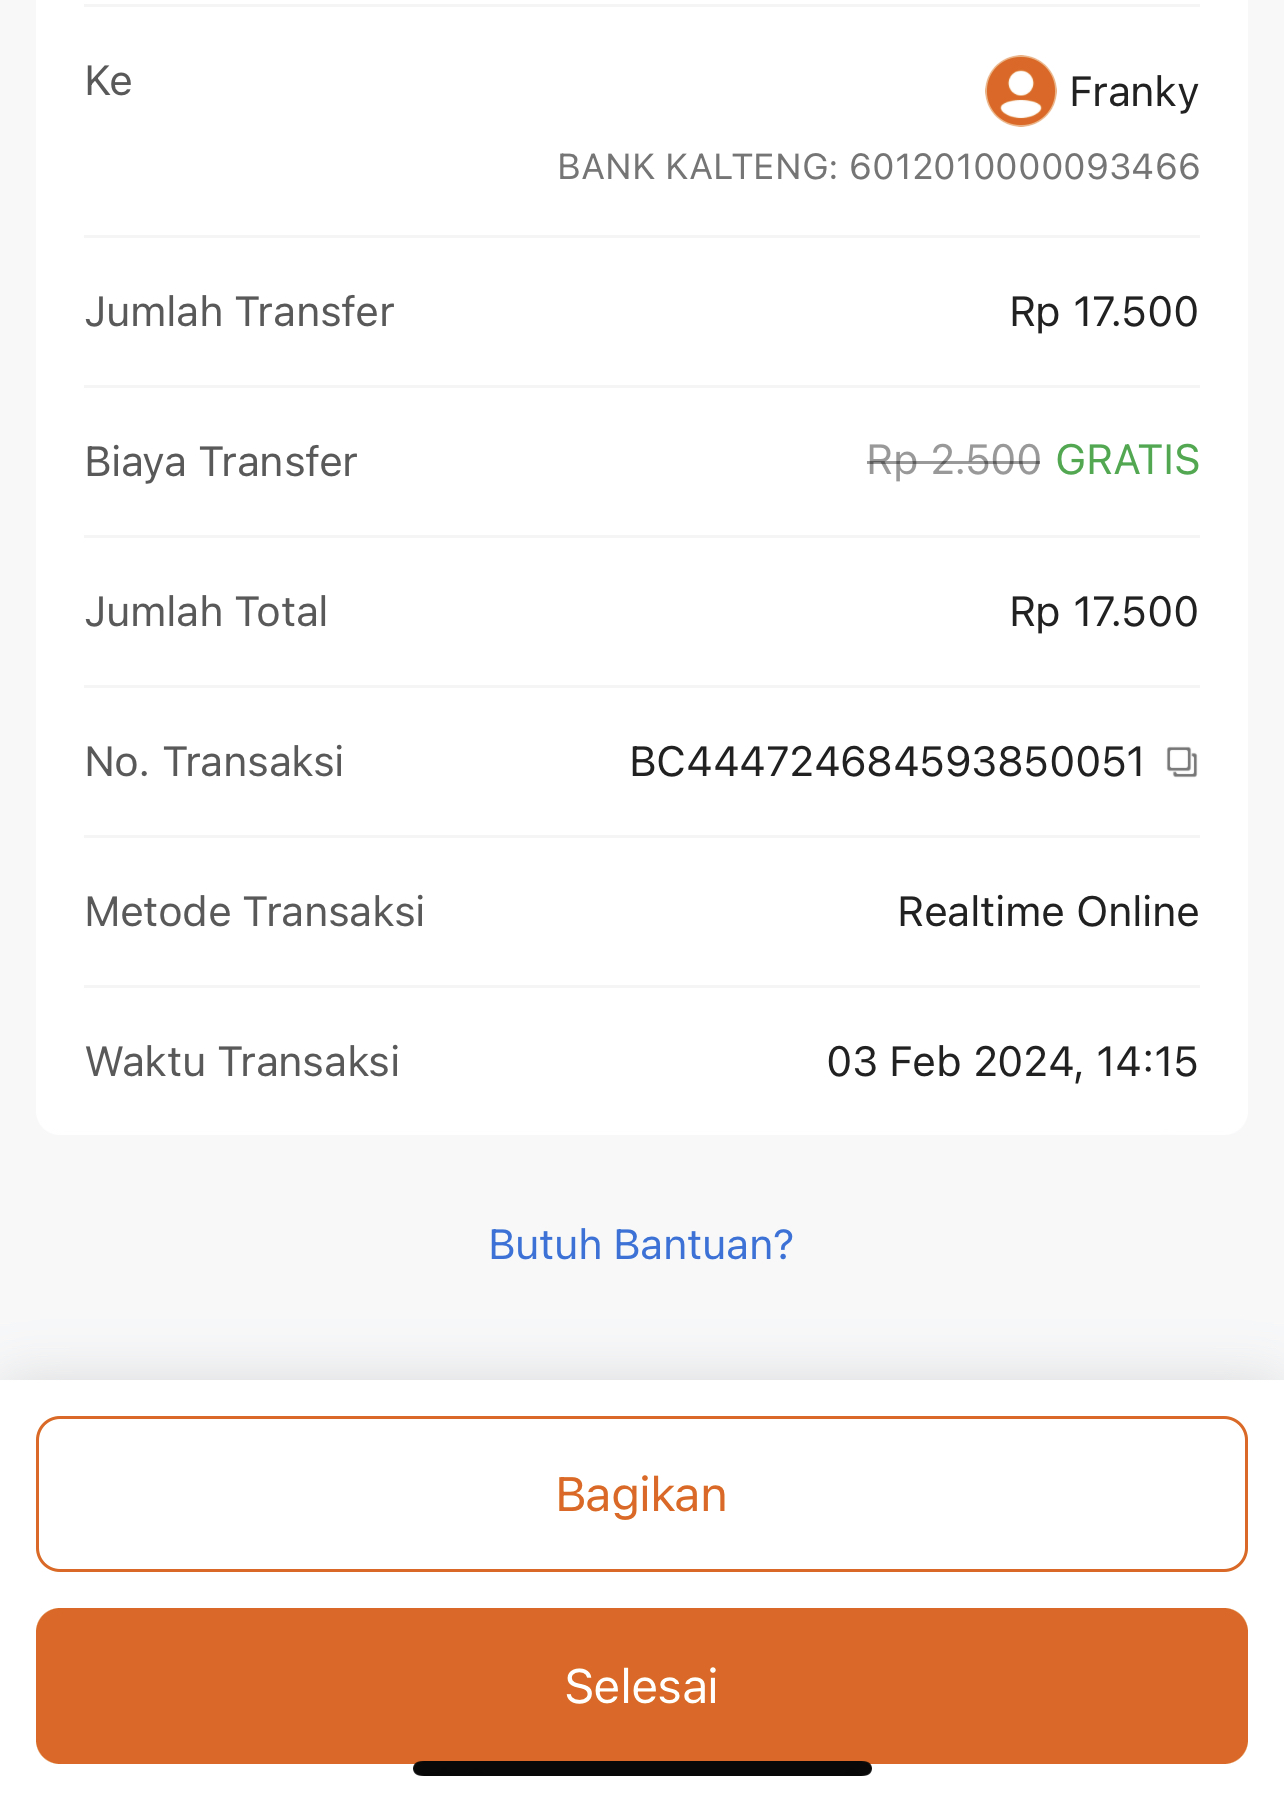 Ke
Franky
BANK KALTENG: 6012010000093466
Jumlah Transfer Rp 17.500
Biaya Transfer Rp 2.500 GRATIS
Jumlah Total Rp 17.500
No. Transaksi BC444724684593850051
Metode Transaksi Realtime Online
Waktu Transaksi 03 Feb 2024, 14:15
Butuh Bantuan?
Bagikan
Selesai